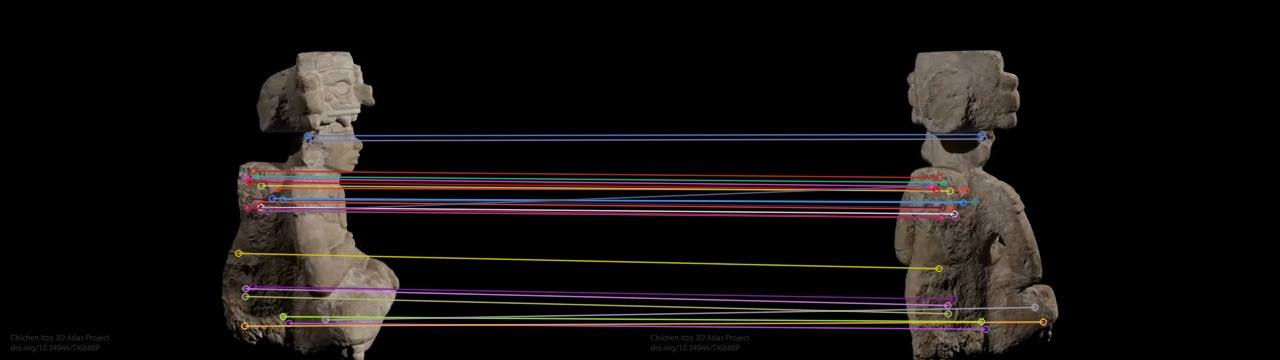 Chichen Itza 3D Atlas Project
doi.org/10.34946/D6B88P
Chichen Itza 3D Atlas Project
doi.org/10.34946/D6B88P